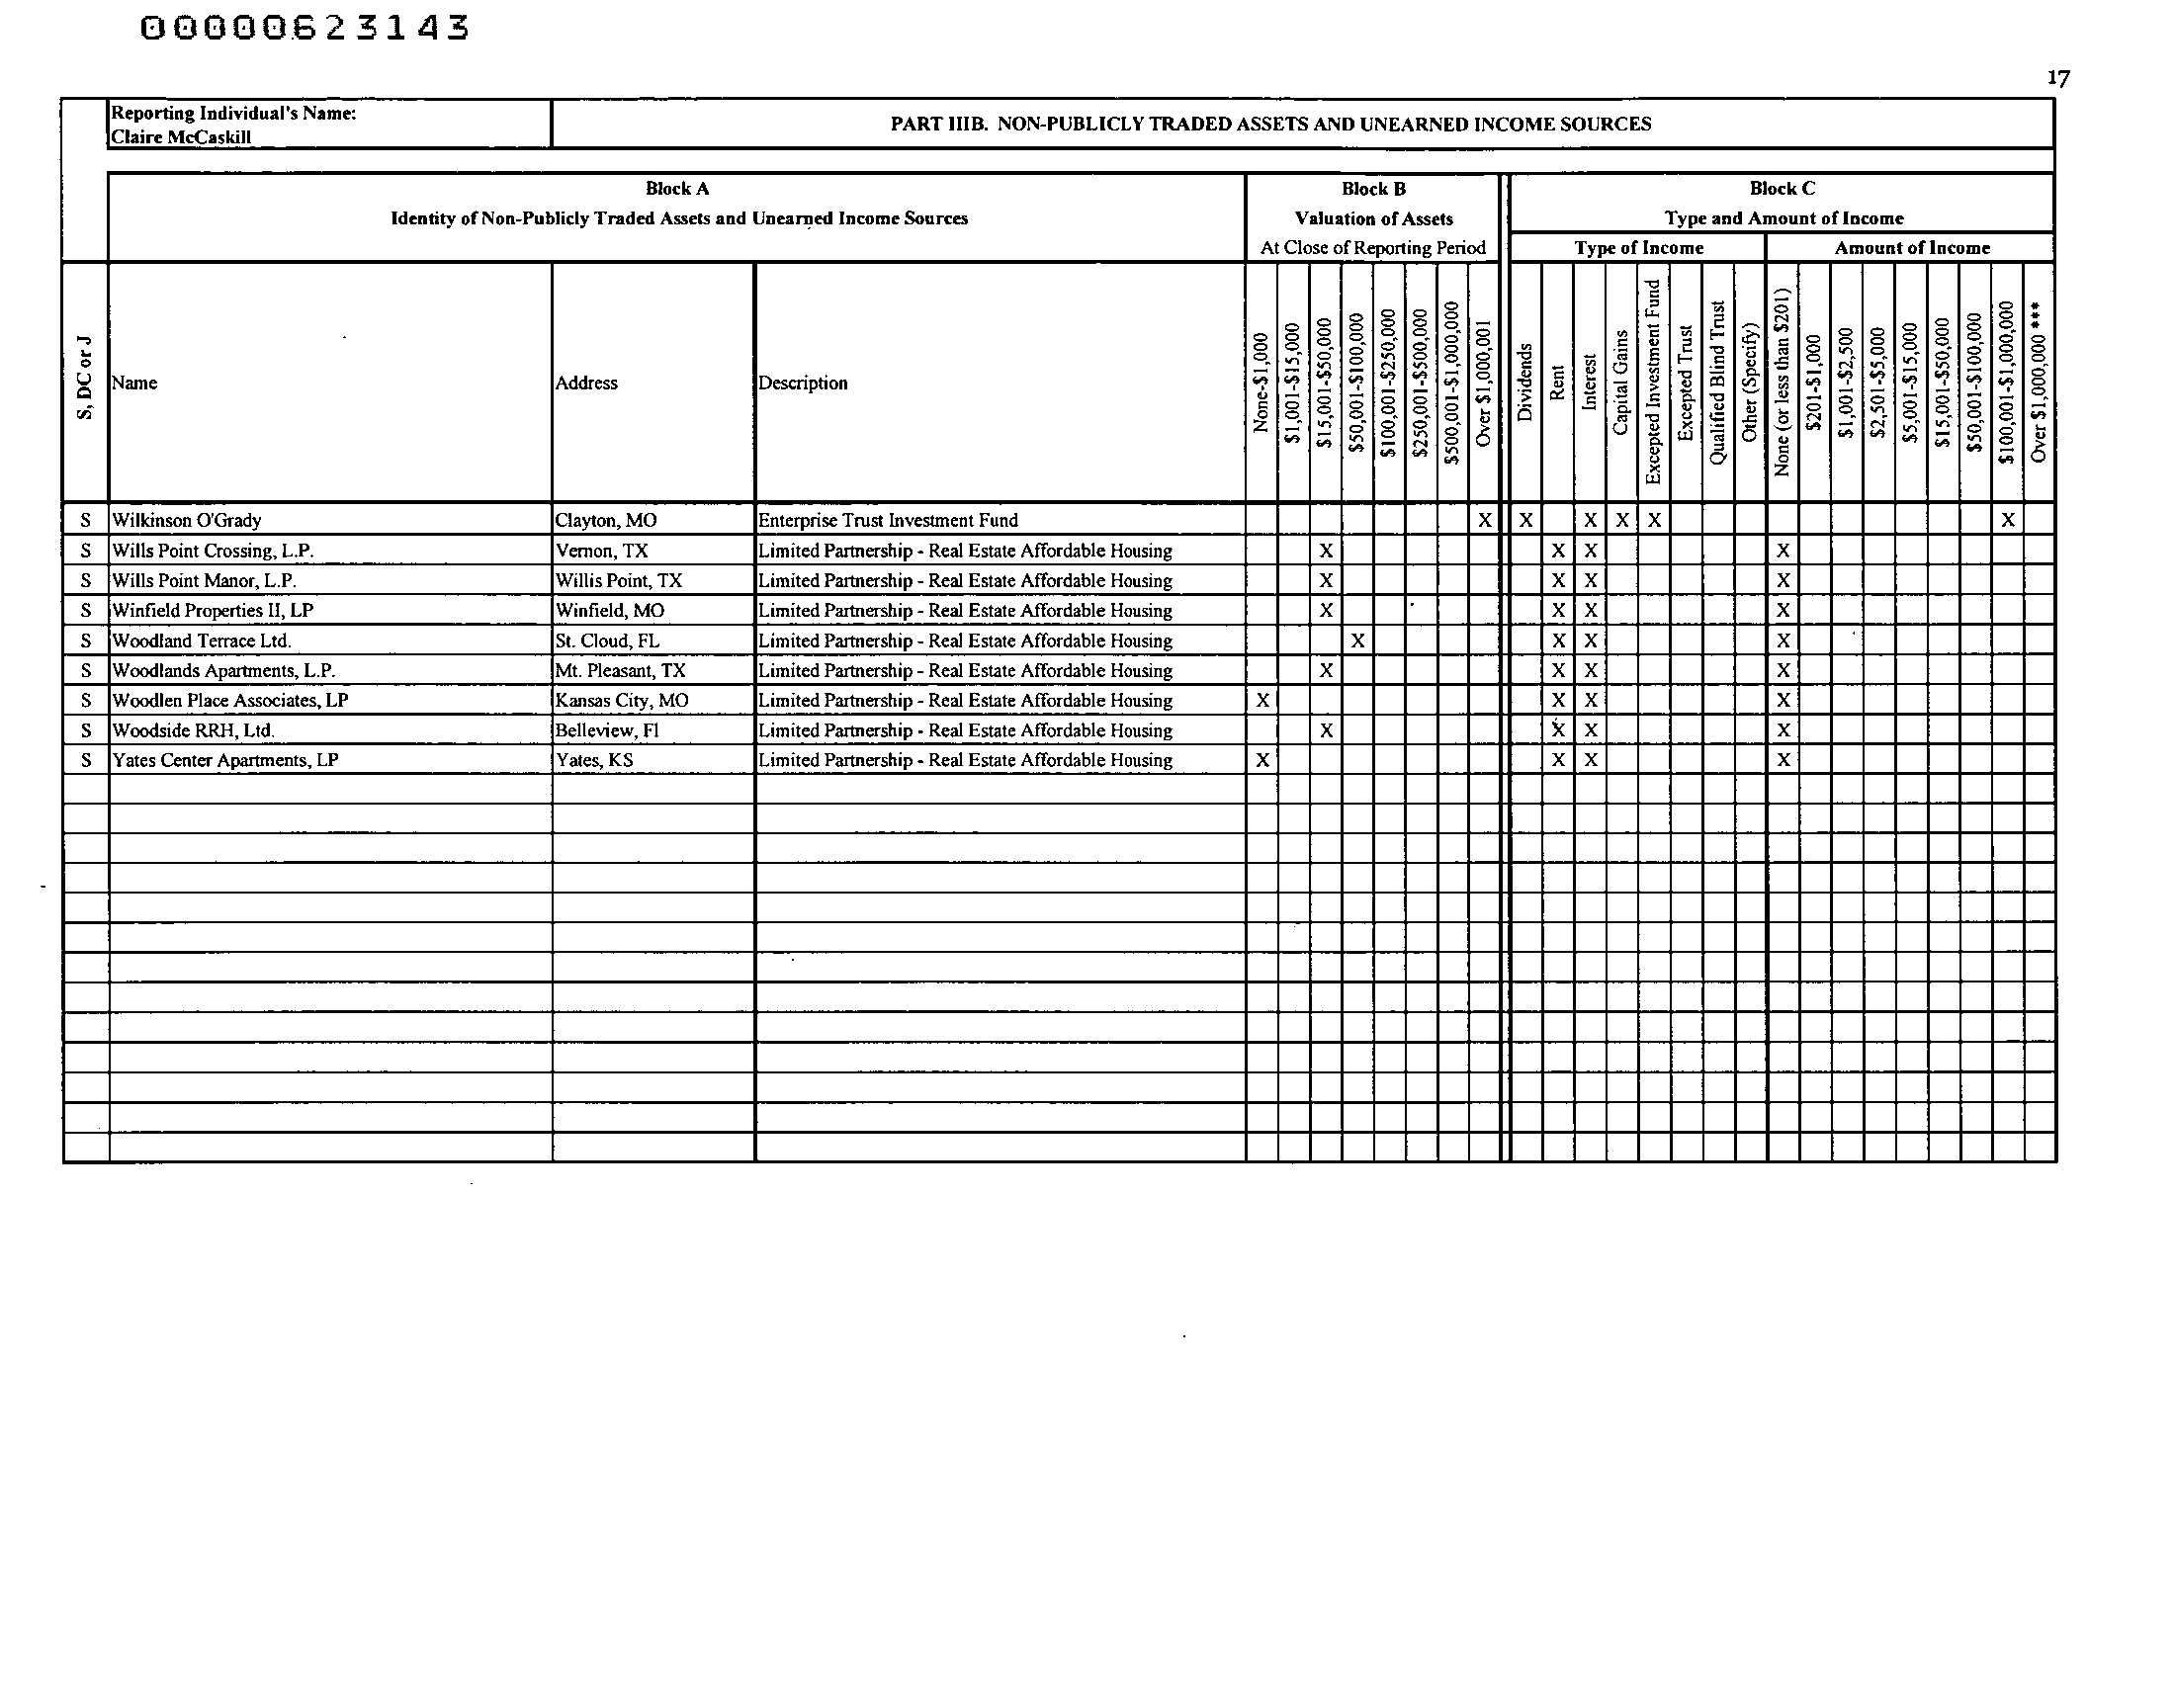 00000623143
17
Reporting Individual's Name:
Claire McCaskill
PART IIIB. NON-PUBLICLY TRADED ASSETS AND UNEARNED INCOME SOURCES
Block A
Identity of Non-Publicly Traded Assets and Unearned Income Sources
Block B
Valuation of Assets
At Close of Reporting Period
Block C
Type and Amount of Income
Type of Income
Amount of Income
S, DC or J
Name
Address
Description
None-$1,000
$1,001-$15,000
$15,001-$50,000
$50,001-$100,000
$100,001-$250,000
$250,001-$500,000
$500,001-$1,000,000
Over $1,000,001
Dividends
Rent
Interest
Capital Gains
Excepted Investment Fund
Excepted Trust
Qualified Blind Trust
Other (Specify)
None (or less than $201)
$201-$1,000
$1,001-$2,500
$2,501-$5,000
$5,001-$15,000
$15,001-$50,000
$50,001-$100,000
$100,001-$1,000,000
Over $1,000,000 ***
S Wilkinson O'Grady Clayton, MO Enterprise Trust Investment Fund X X X X X X
S Wills Point Crossing, L.P. Vernon, TX Limited Partnership - Real Estate Affordable Housing X X X X
S Wills Point Manor, L.P. Willis Point, TX Limited Partnership - Real Estate Affordable Housing X X X X
S Winfield Properties II, LP Winfield, MO Limited Partnership - Real Estate Affordable Housing X X X X
S Woodland Terrace Ltd. St. Cloud, FL Limited Partnership - Real Estate Affordable Housing X X X X
S Woodlands Apartments, L.P. Mt. Pleasant, TX Limited Partnership - Real Estate Affordable Housing X X X X
S Woodlen Place Associates, LP Kansas City, MO Limited Partnership - Real Estate Affordable Housing X X X X
S Woodside RRH, Ltd. Belleview, Fl Limited Partnership - Real Estate Affordable Housing X X X X
S Yates Center Apartments, LP Yates, KS Limited Partnership - Real Estate Affordable Housing X X X X